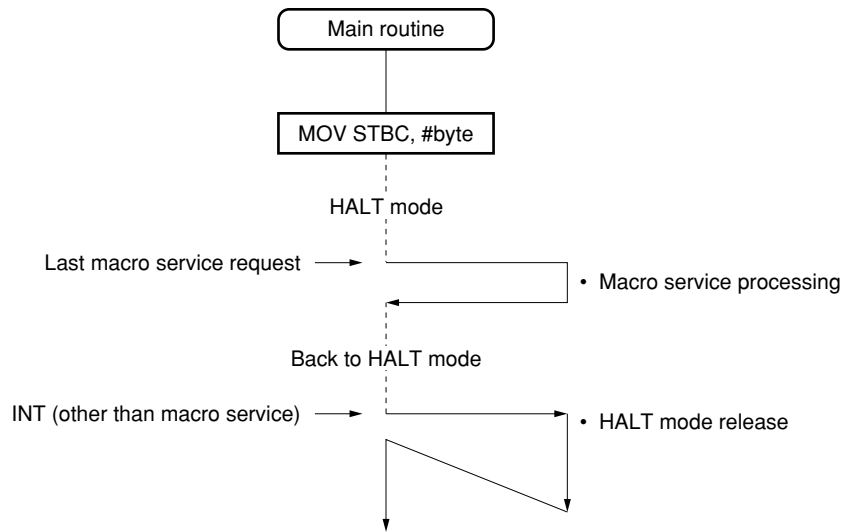 Main routine
MOV STBC, #byte
HALT mode
Last macro service request
• Macro service processing
Back to HALT mode
INT (other than macro service)
• HALT mode release